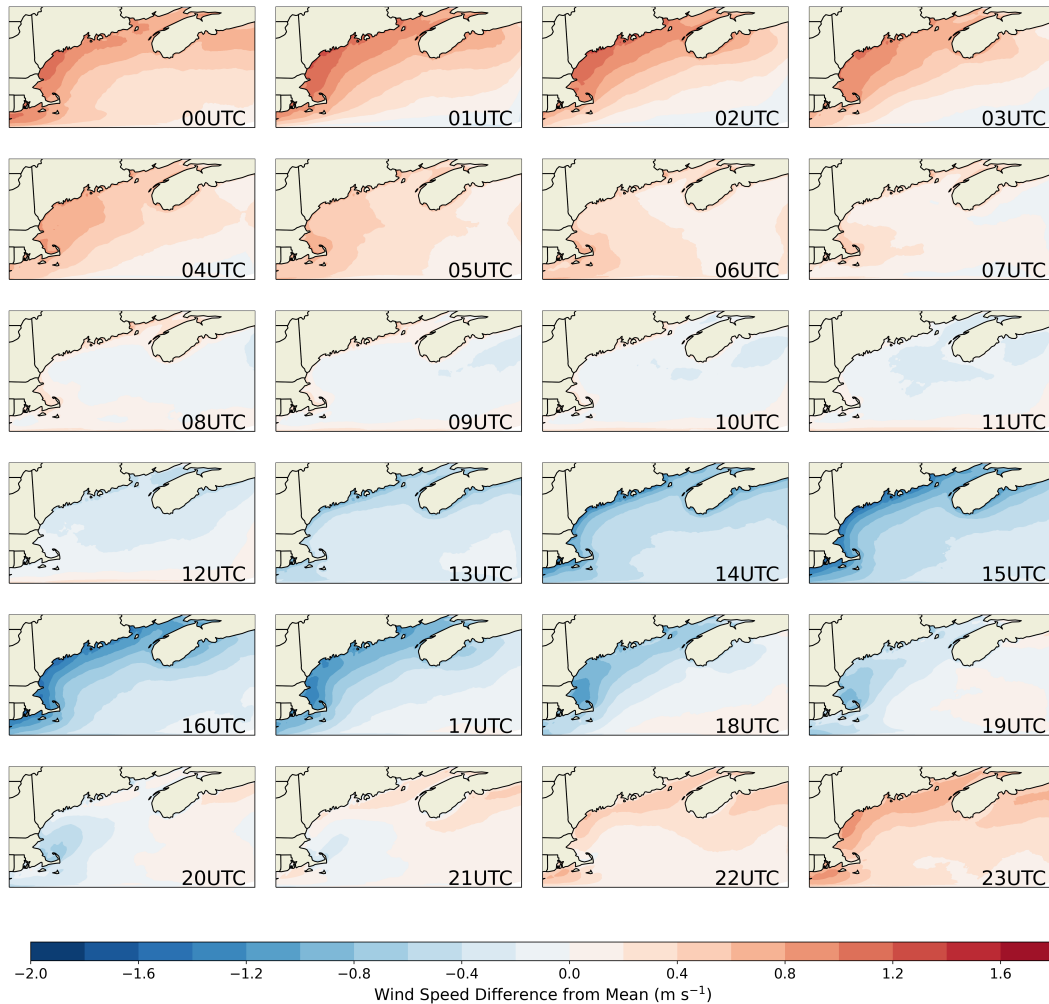 00UTC 01UTC 02UTC 03UTC
04UTC 05UTC 06UTC 07UTC
08UTC 09UTC 10UTC 11UTC
12UTC 13UTC 14UTC 15UTC
16UTC 17UTC 18UTC 19UTC
20UTC 21UTC 22UTC 23UTC
−2.0 −1.6 −1.2 −0.8 −0.4 0.0 0.4 0.8 1.2 1.6
Wind Speed Difference from Mean (m s⁻¹)